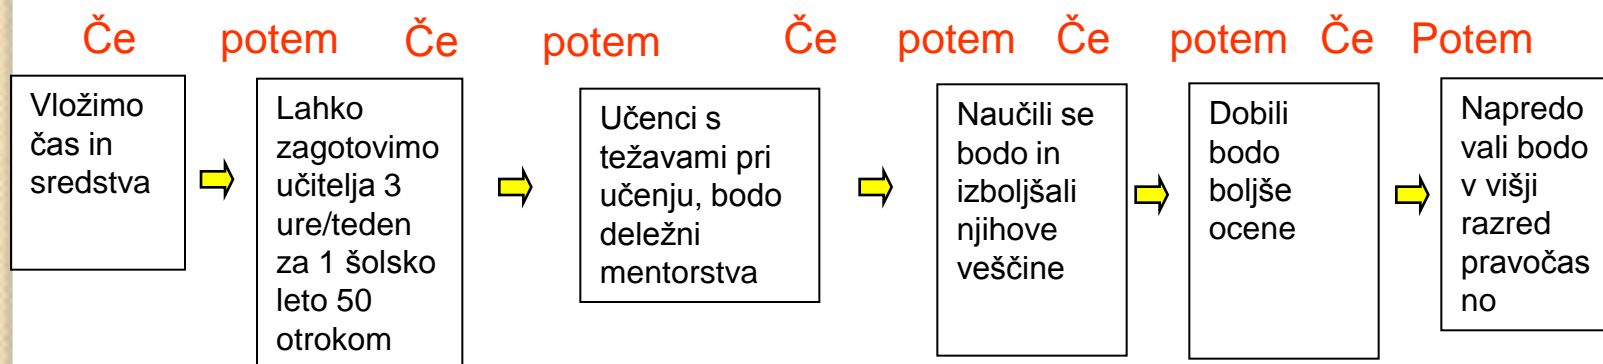 Če potem Če potem Če potem Če potem Če Potem
Vložimo
čas in
sredstva
Lahko
zagotovimo
učitelja 3
ure/teden
za 1 šolsko
leto 50
otrokom
Učenci s
težavami pri
učenju, bodo
deležni
mentorstva
Naučili se
bodo in
izboljšali
njihove
veščine
Dobili
bodo
boljše
ocene
Napredo
vali bodo
v višji
razred
pravočas
no